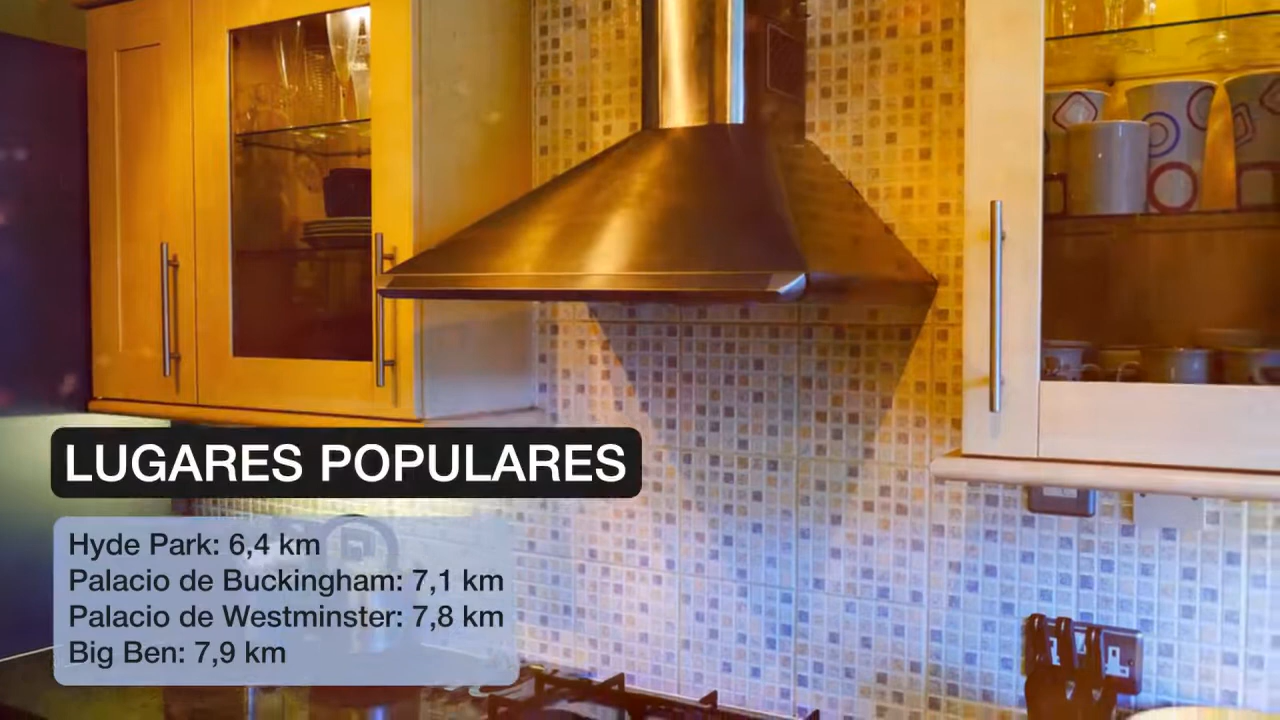 LUGARES POPULARES
Hyde Park: 6,4 km
Palacio de Buckingham: 7,1 km
Palacio de Westminster: 7,8 km
Big Ben: 7,9 km